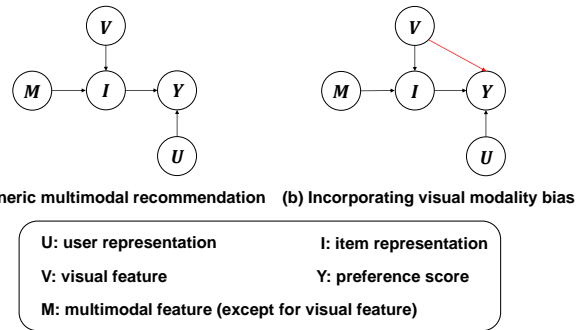 V
V
M
I
Y
M
I
Y
U
U
neric multimodal recommendation
(b) Incorporating visual modality bias
U: user representation
I: item representation
V: visual feature
Y: preference score
M: multimodal feature (except for visual feature)